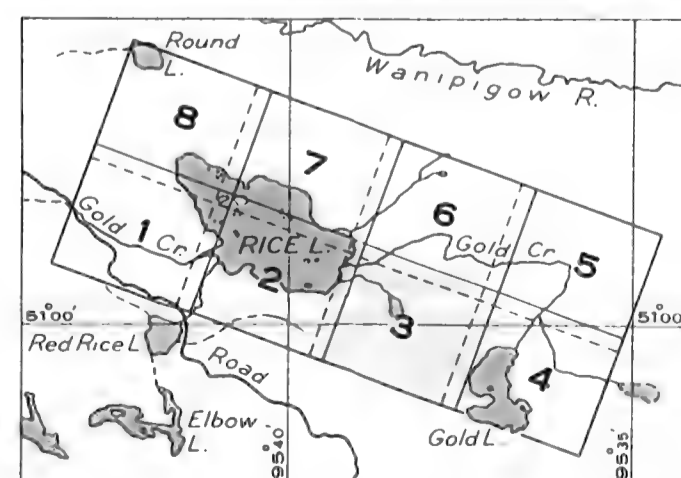 Round
L.
Wanipigow R.
8
7
6
5
Gold Cr.
1
RICE L.
2
Gold Cr.
3
4
51°00'
51°00'
Red Rice L
Road
Elbow
L.
Gold L
95°40'
95°35'